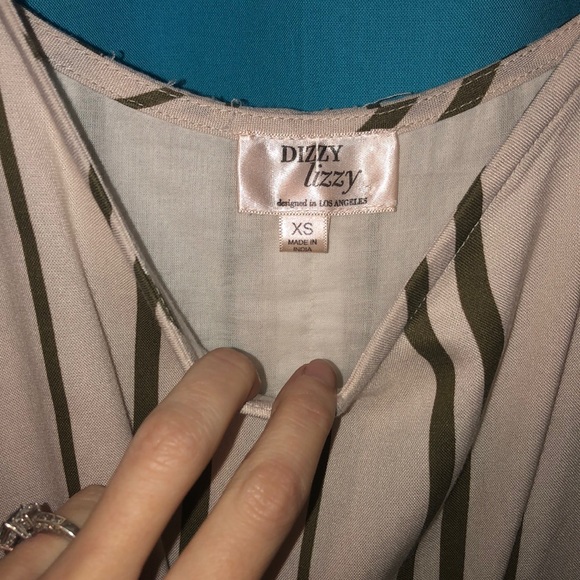 DIZZY
lizzy
designed in LOS ANGELES
XS
MADE IN
INDIA